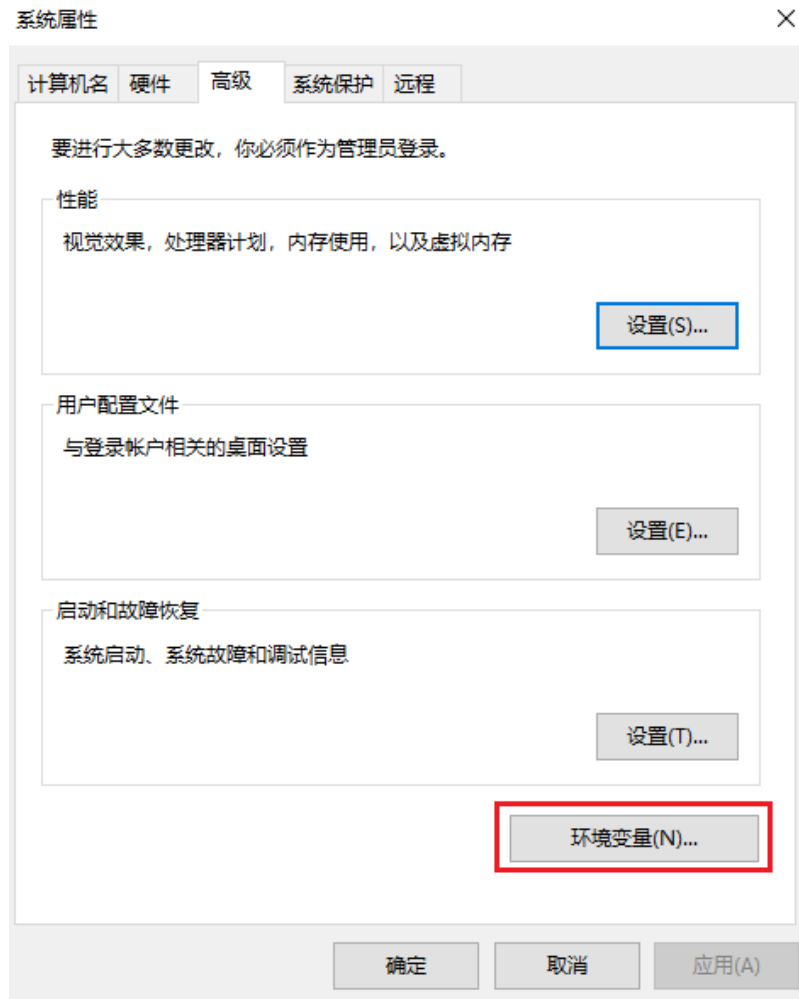 系统属性
计算机名 硬件 高级 系统保护 远程
要进行大多数更改，你必须作为管理员登录。
性能
视觉效果，处理器计划，内存使用，以及虚拟内存
设置(S)...
用户配置文件
与登录帐户相关的桌面设置
设置(E)...
启动和故障恢复
系统启动、系统故障和调试信息
设置(T)...
环境变量(N)...
确定 取消 应用(A)